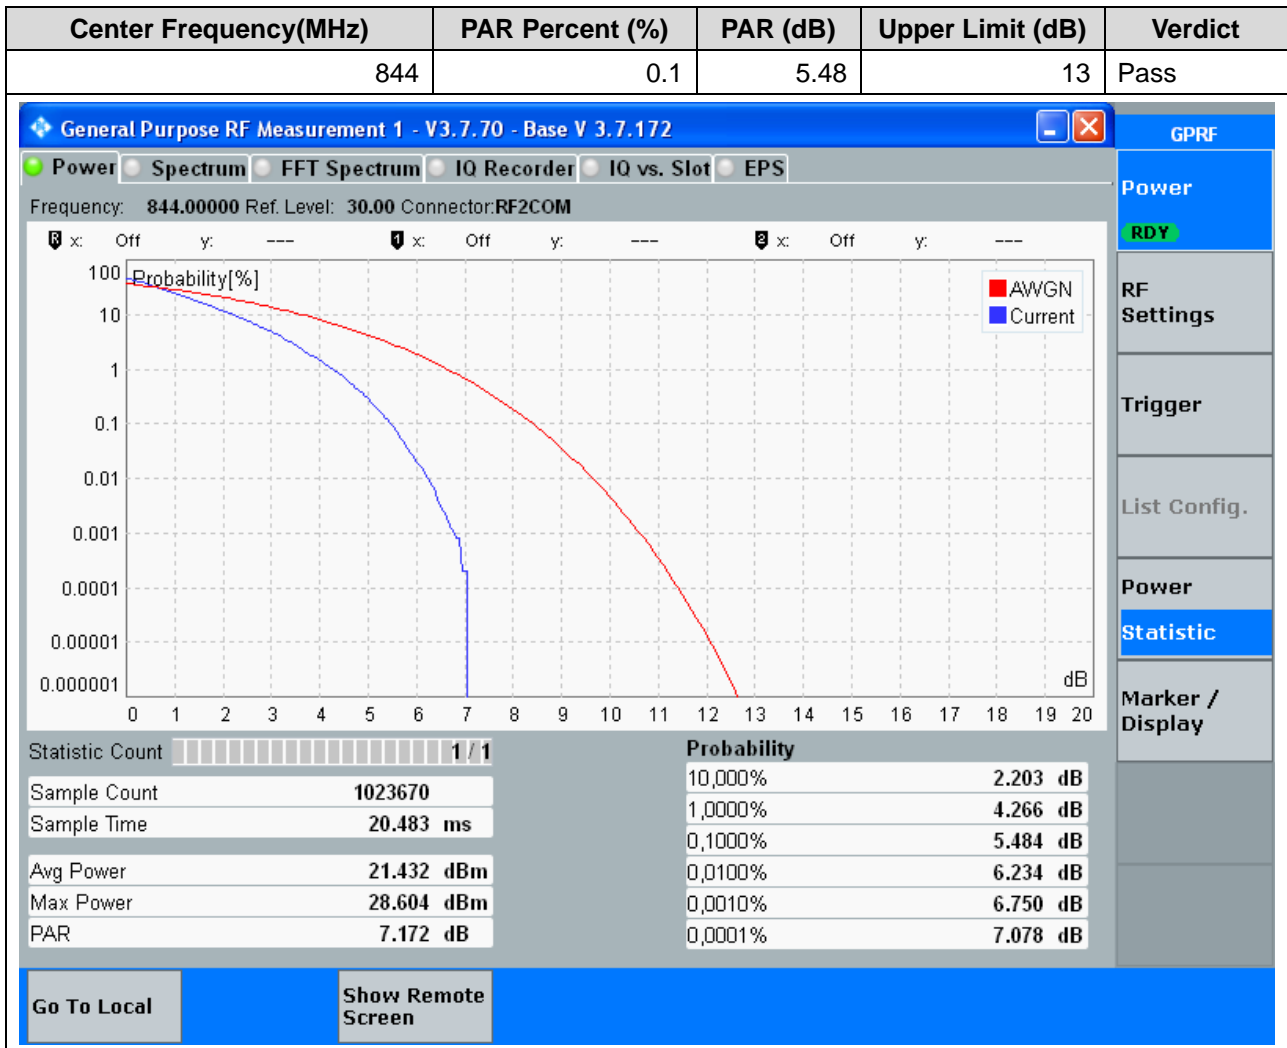 Center Frequency(MHz) PAR Percent (%) PAR (dB) Upper Limit (dB) Verdict
844 0.1 5.48 13 Pass
General Purpose RF Measurement 1 - V3.7.70 - Base V 3.7.172
GPRF
Power Spectrum FFT Spectrum IQ Recorder IQ vs. Slot EPS
Power
RDY
Frequency: 844.00000 Ref. Level: 30.00 Connector:RF2COM
R x: Off y: --- 1 x: Off y: --- 2 x: Off y: ---
Probability[%]
AWGN
Current
100
10
1
0.1
0.01
0.001
0.0001
0.00001
0.000001
dB
0 1 2 3 4 5 6 7 8 9 10 11 12 13 14 15 16 17 18 19 20
RF
Settings
Trigger
List Config.
Power
Statistic
Marker /
Display
Statistic Count 1 / 1
Sample Count 1023670
Sample Time 20.483 ms
Avg Power 21.432 dBm
Max Power 28.604 dBm
PAR 7.172 dB
Probability
10,000% 2.203 dB
1,0000% 4.266 dB
0,1000% 5.484 dB
0,0100% 6.234 dB
0,0010% 6.750 dB
0,0001% 7.078 dB
Go To Local
Show Remote
Screen